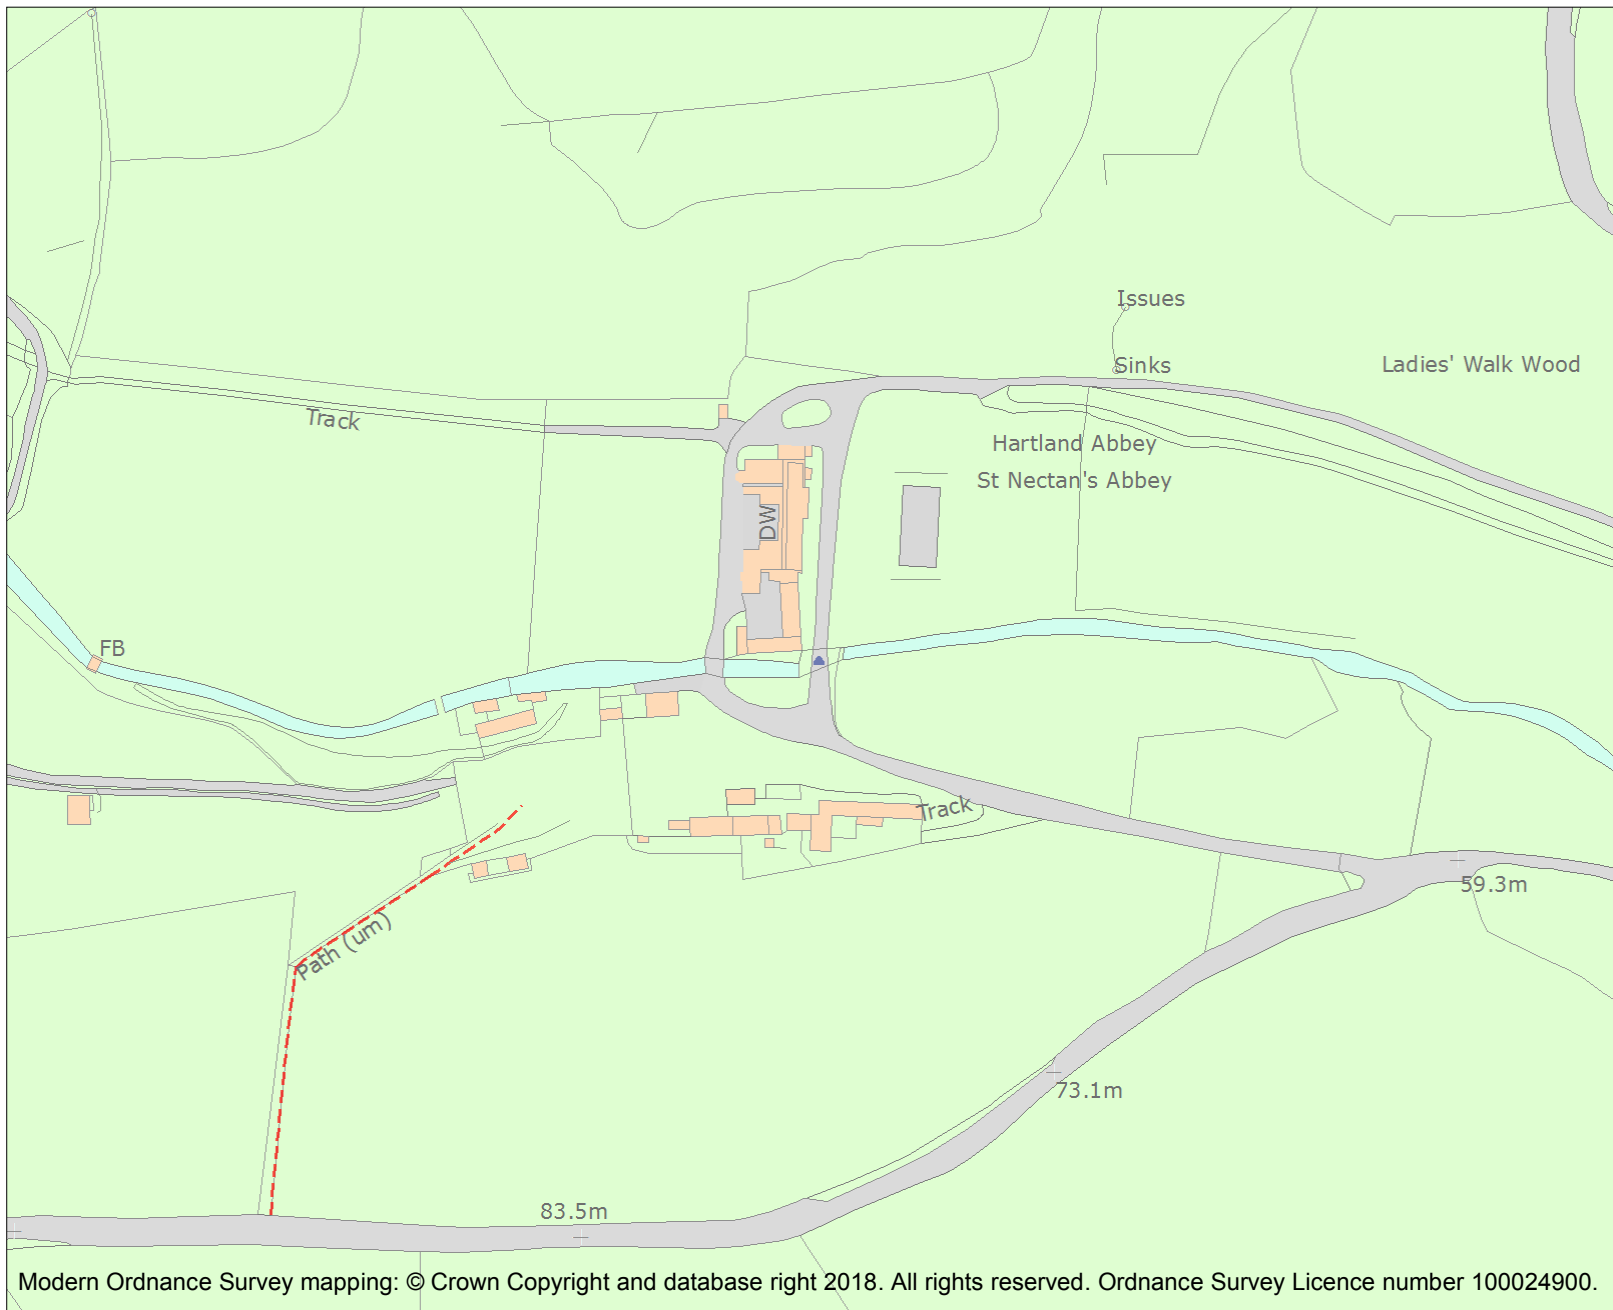 Issues
Sinks
Ladies' Walk Wood
Track
Hartland Abbey
St Nectan's Abbey
DW
FB
Track
59.3m
Path (um)
73.1m
83.5m
Modern Ordnance Survey mapping: © Crown Copyright and database right 2018. All rights reserved. Ordnance Survey Licence number 100024900.